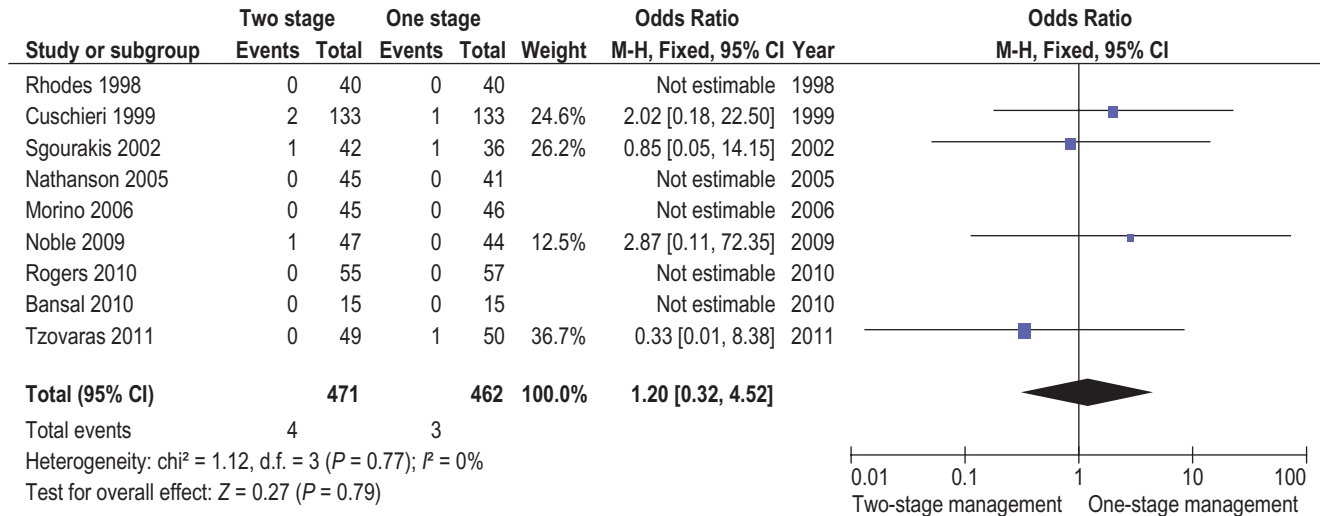 Two stage One stage Odds Ratio Odds Ratio
Study or subgroup Events Total Events Total Weight M-H, Fixed, 95% CI Year M-H, Fixed, 95% CI
Rhodes 1998 0 40 0 40 Not estimable 1998
Cuschieri 1999 2 133 1 133 24.6% 2.02 [0.18, 22.50] 1999
Sgourakis 2002 1 42 1 36 26.2% 0.85 [0.05, 14.15] 2002
Nathanson 2005 0 45 0 41 Not estimable 2005
Morino 2006 0 45 0 46 Not estimable 2006
Noble 2009 1 47 0 44 12.5% 2.87 [0.11, 72.35] 2009
Rogers 2010 0 55 0 57 Not estimable 2010
Bansal 2010 0 15 0 15 Not estimable 2010
Tzovaras 2011 0 49 1 50 36.7% 0.33 [0.01, 8.38] 2011
Total (95% CI) 471 462 100.0% 1.20 [0.32, 4.52]
Total events 4 3
Heterogeneity: chi² = 1.12, d.f. = 3 (P = 0.77); I² = 0%
Test for overall effect: Z = 0.27 (P = 0.79)
0.01 0.1 1 10 100
Two-stage management One-stage management